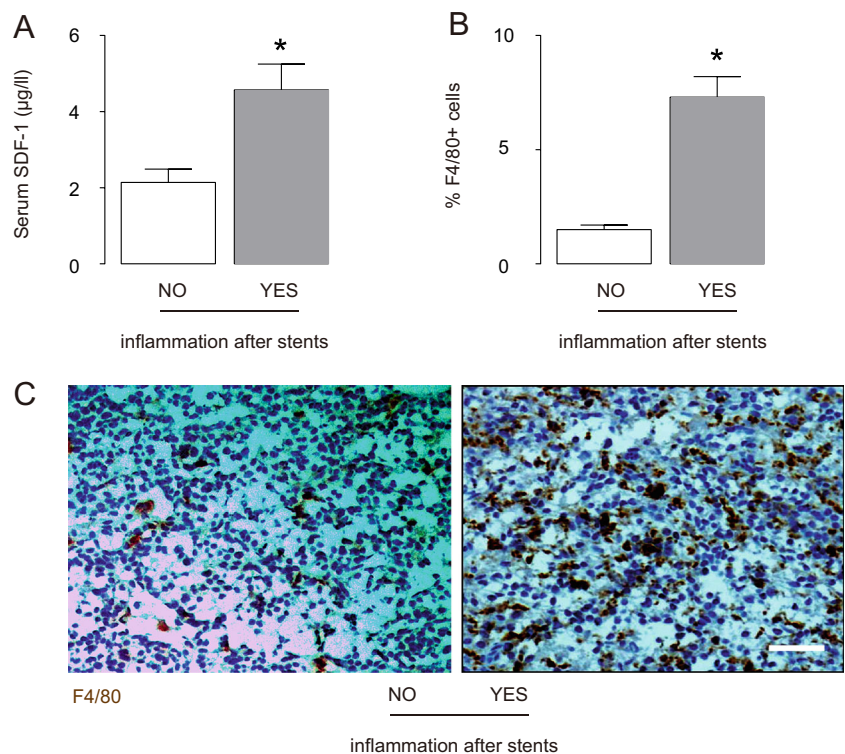 A
Serum SDF-1 (µg/ll)
6
4
2
0
*
NO YES
inflammation after stents
B
% F4/80+ cells
10
5
0
*
NO YES
inflammation after stents
C
F4/80
NO YES
inflammation after stents